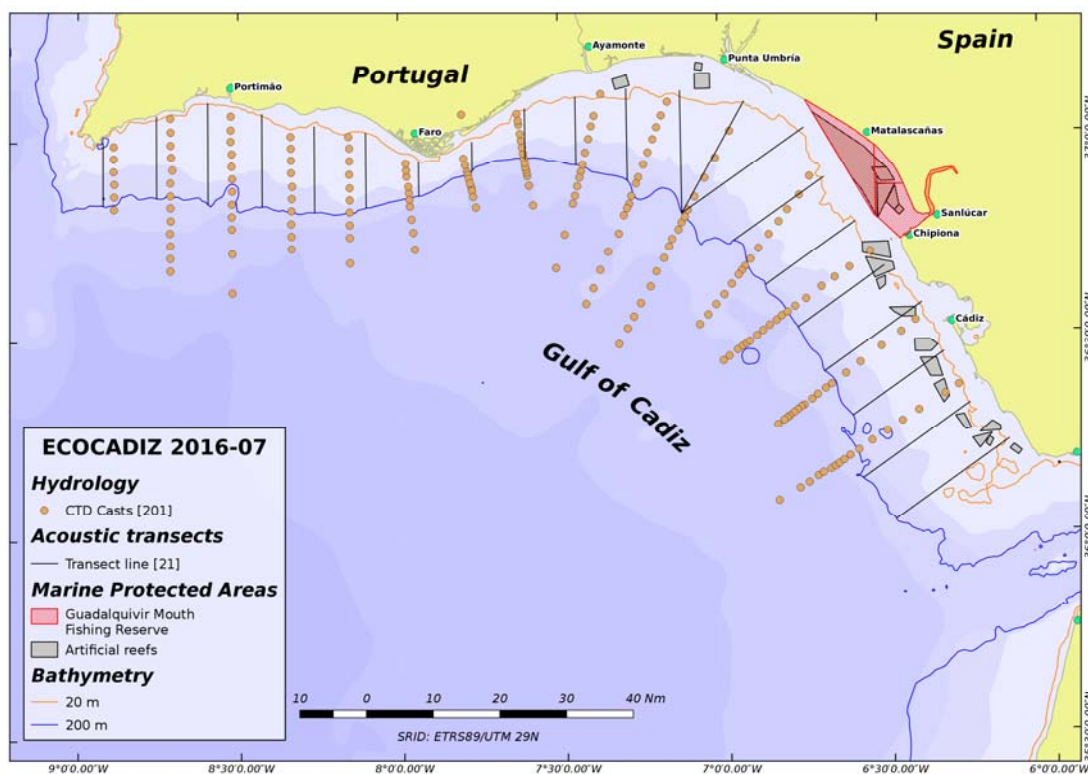 Spain
Ayamonte
Punta Umbría
Portugal
Portimão
Matalascañas
Faro
Sanlúcar
Chipiona
Cádiz
Gulf of Cadiz
ECOCADIZ 2016-07
Hydrology
CTD Casts [201]
Acoustic transects
Transect line [21]
Marine Protected Areas
Guadalquivir Mouth
Fishing Reserve
Artificial reefs
Bathymetry
20 m
200 m
10 0 10 20 30 40 Nm
SRID: ETRS89/UTM 29N
9°0'0.00"W 8°30'0.00"W 8°0'0.00"W 7°30'0.00"W 7°0'0.00"W 6°30'0.00"W 6°0'0.00"W